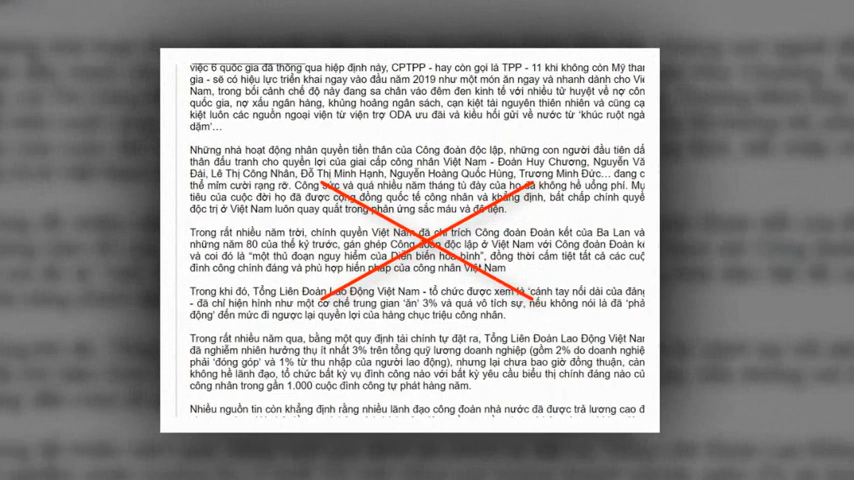 việc 6 quốc gia đã thông qua hiệp định này, CPTPP - hay còn gọi là TPP - 11 khi không còn Mỹ
gia - sẽ có hiệu lực triển khai ngay vào đầu năm 2019 như một món ăn ngay và nhanh dành cho
Nam, trong bối cảnh chế độ này đang sa chân vào đêm đen kinh tế với nhiều tử huyệt về nợ
quốc gia, nợ xấu ngân hàng, khủng hoảng ngân sách, cạn kiệt tài nguyên thiên nhiên và cũng
kiệt luôn các nguồn ngoại viện từ viện trợ ODA ưu đãi và kiều hối gửi về nước từ 'khúc ruột
dặm'...
Những nhà hoạt động nhân quyền tiền thân của Công đoàn độc lập, những con người đầu tiên
thân đấu tranh cho quyền lợi của giai cấp công nhân Việt Nam - Đoàn Huy Chương, Nguyễn
Đài, Lê Thị Công Nhân, Đỗ Thị Minh Hạnh, Nguyễn Hoàng Quốc Hùng, Trương Minh Đức... đang
thể mỉm cười rạng rỡ. Công sức và quá nhiều năm tháng tù đày của họ đã không hề uổng phí.
tiêu của cuộc đời họ đã được cộng đồng quốc tế công nhận và khẳng định, bất chấp chính quyền
độc trị ở Việt Nam luôn quay quắt trong phản ứng sắc máu và đê tiện.
Trong rất nhiều năm trời, chính quyền Việt Nam đã chỉ trích Công đoàn Đoàn kết của Ba Lan và
những năm 80 của thế kỷ trước, gán ghép Công đoàn độc lập ở Việt Nam với Công đoàn Đoàn
và coi đó là "một thủ đoạn nguy hiểm của Diễn biến hòa bình", đồng thời cấm tiệt tất cả các
đình công chính đáng và phù hợp hiến pháp của công nhân Việt Nam
Trong khi đó, Tổng Liên Đoàn Lao Động Việt Nam - tổ chức được xem là 'cánh tay nối dài của
- đã chỉ hiện hình như một cơ chế trung gian 'ăn' 3% và quá vô tích sự, nếu không nói là đã
động' đến mức đi ngược lại quyền lợi của hàng chục triệu công nhân.
Trong rất nhiều năm qua, bằng một quy định tài chính tự đặt ra, Tổng Liên Đoàn Lao Động Việt
đã nghiễm nhiên hưởng thụ ít nhất 3% trên tổng quỹ lương doanh nghiệp (gồm 2% do doanh
phải 'đóng góp' và 1% từ thu nhập của người lao động), nhưng lại chưa bao giờ đồng thuận,
không hề lãnh đạo, tổ chức bất kỳ vụ đình công nào với bất kỳ yêu cầu biểu thị chính đáng nào
công nhân trong gần 1.000 cuộc đình công tự phát hàng năm.
Nhiều nguồn tin còn khẳng định rằng nhiều lãnh đạo công đoàn nhà nước đã được trả lương cao